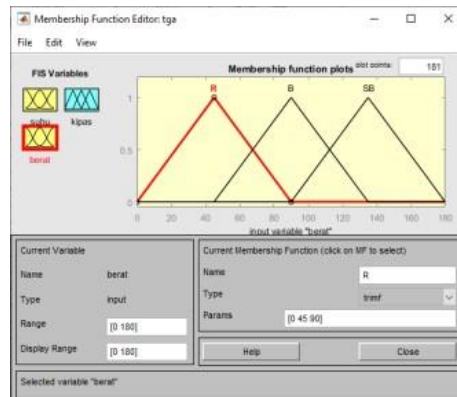 Membership Function Editor: tga
File Edit View
FIS Variables
suhu kipas
berat
Membership function plots plot points: 181
R B SB
1
0.5
0
0 20 40 60 80 100 120 140 160 180
input variable "berat"
Current Variable
Name berat
Type input
Range [0 180]
Display Range [0 180]
Current Membership Function (click on MF to select)
Name R
Type trimf
Params [0 45 90]
Help Close
Selected variable "berat"